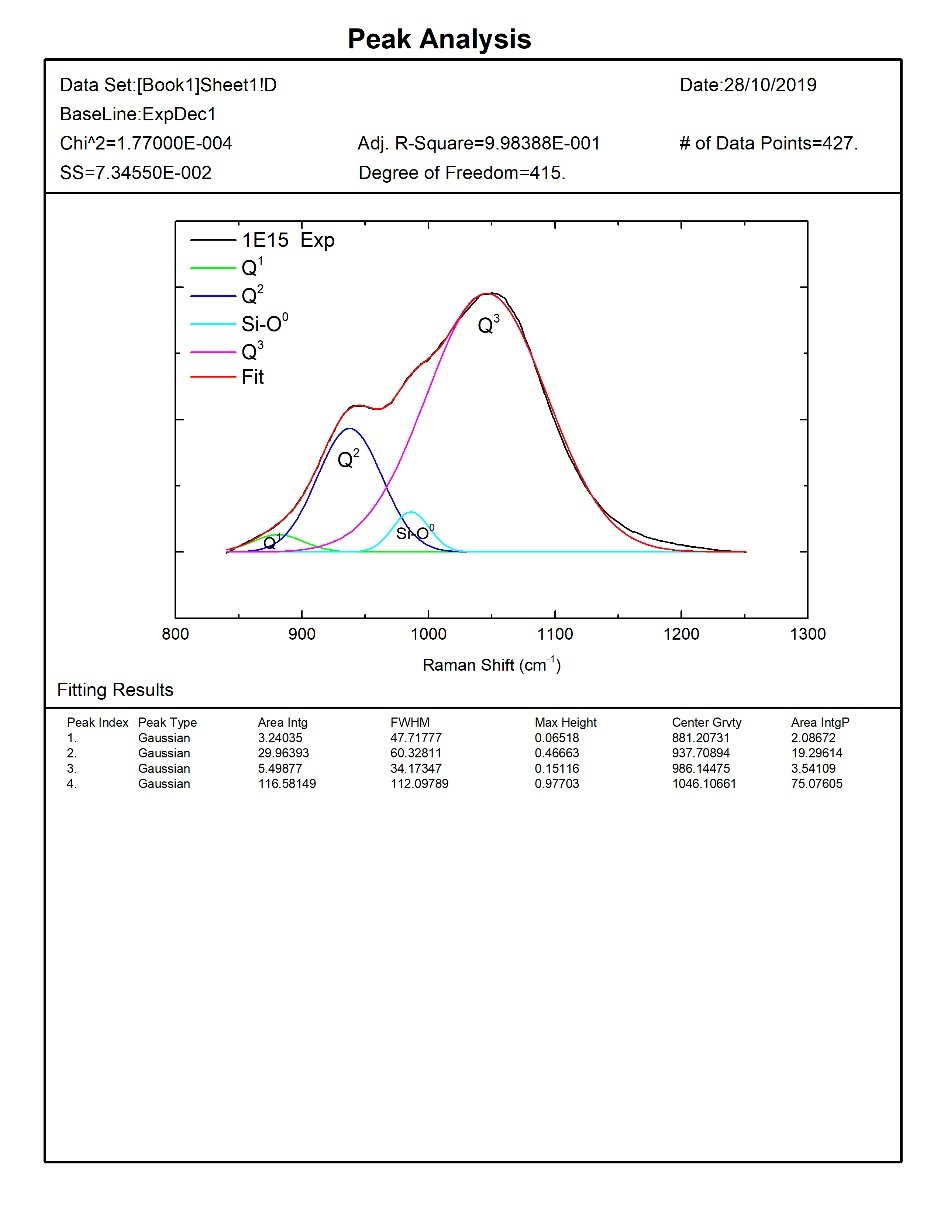 Peak Analysis
Data Set:[Book1]Sheet1!D Date:28/10/2019
BaseLine:ExpDec1
Chi^2=1.77000E-004 Adj. R-Square=9.98388E-001 # of Data Points=427.
SS=7.34550E-002 Degree of Freedom=415.
1E15 Exp
Q1
Q2
Si-O0
Q3
Fit
Q3
Q2
Si-O0
Q1
800 900 1000 1100 1200 1300
Raman Shift (cm-1)
Fitting Results
Peak Index Peak Type Area Intg FWHM Max Height Center Grvty Area IntgP
1. Gaussian 3.24035 47.71777 0.06518 881.20731 2.08672
2. Gaussian 29.96393 60.32811 0.46663 937.70894 19.29614
3. Gaussian 5.49877 34.17347 0.15116 986.14475 3.54109
4. Gaussian 116.58149 112.09789 0.97703 1046.10661 75.07605